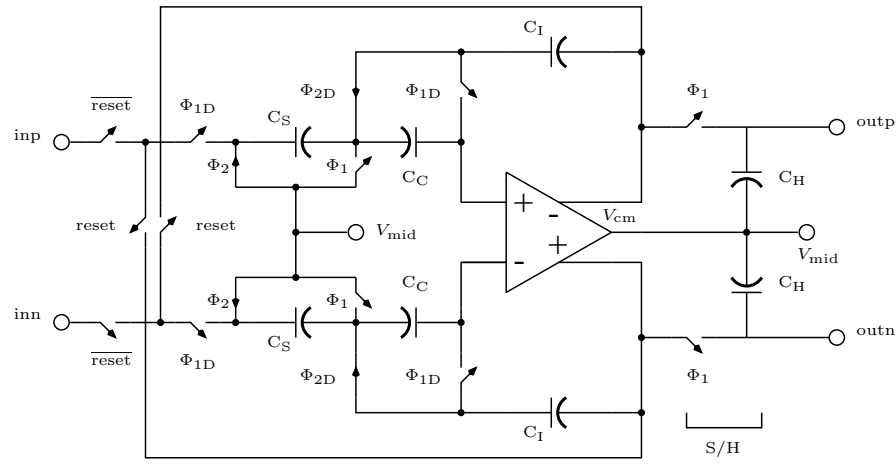 C_I
Φ_1D
Φ_2D
Φ_1
reset
Φ_1D
inp
C_S
outp
Φ_2
Φ_1
C_C
C_H
+
-
V_cm
reset
reset
V_mid
+
V_mid
-
C_C
C_H
inn
Φ_2
Φ_1
outn
reset
Φ_1D
C_S
Φ_2D
Φ_1D
Φ_1
C_I
S/H